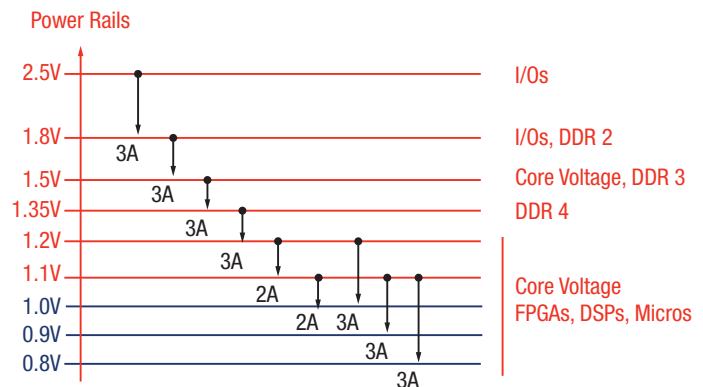 Power Rails
2.5V
I/Os
1.8V
I/Os, DDR 2
3A
1.5V
Core Voltage, DDR 3
3A
1.35V
DDR 4
3A
1.2V
3A
1.1V
Core Voltage
FPGAs, DSPs, Micros
2A
1.0V
2A
3A
0.9V
3A
0.8V
3A